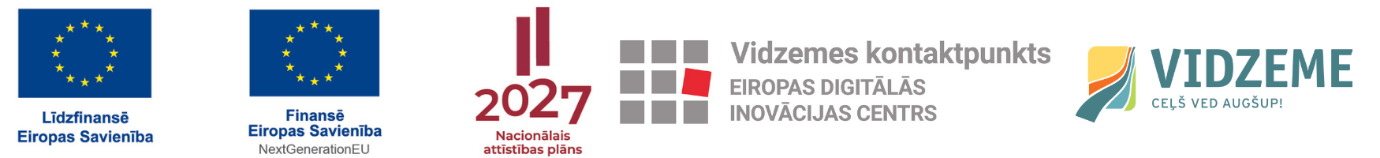 Līdzfinansē
Eiropas Savienība
Finansē
Eiropas Savienība
NextGenerationEU
2027
Nacionālais
attīstības plāns
Vidzemes kontaktpunkts
EIROPAS DIGITĀLĀS
INOVĀCIJAS CENTRS
VIDZEME
CEĻŠ VED AUGŠUP!